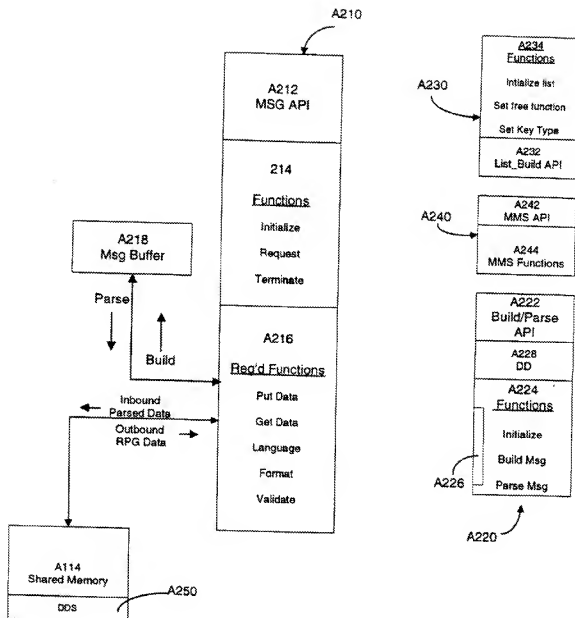 A210
A212
MSG API
214
Functions
Initialize
Request
Terminate
A216
Req'd Functions
Put Data
Get Data
Language
Format
Validate
A218
Msg Buffer
Parse
Build
Inbound
Parsed Data
Outbound
RPG Data
A114
Shared Memory
DDS
A250
A234
Functions
Intialize list
Set free function
Set Key Type
A232
List_Build API
A230
A242
MMS API
A244
MMS Functions
A240
A222
Build/Parse
API
A228
DD
A224
Functions
Initialize
Build Msg
Parse Msg
A226
A220